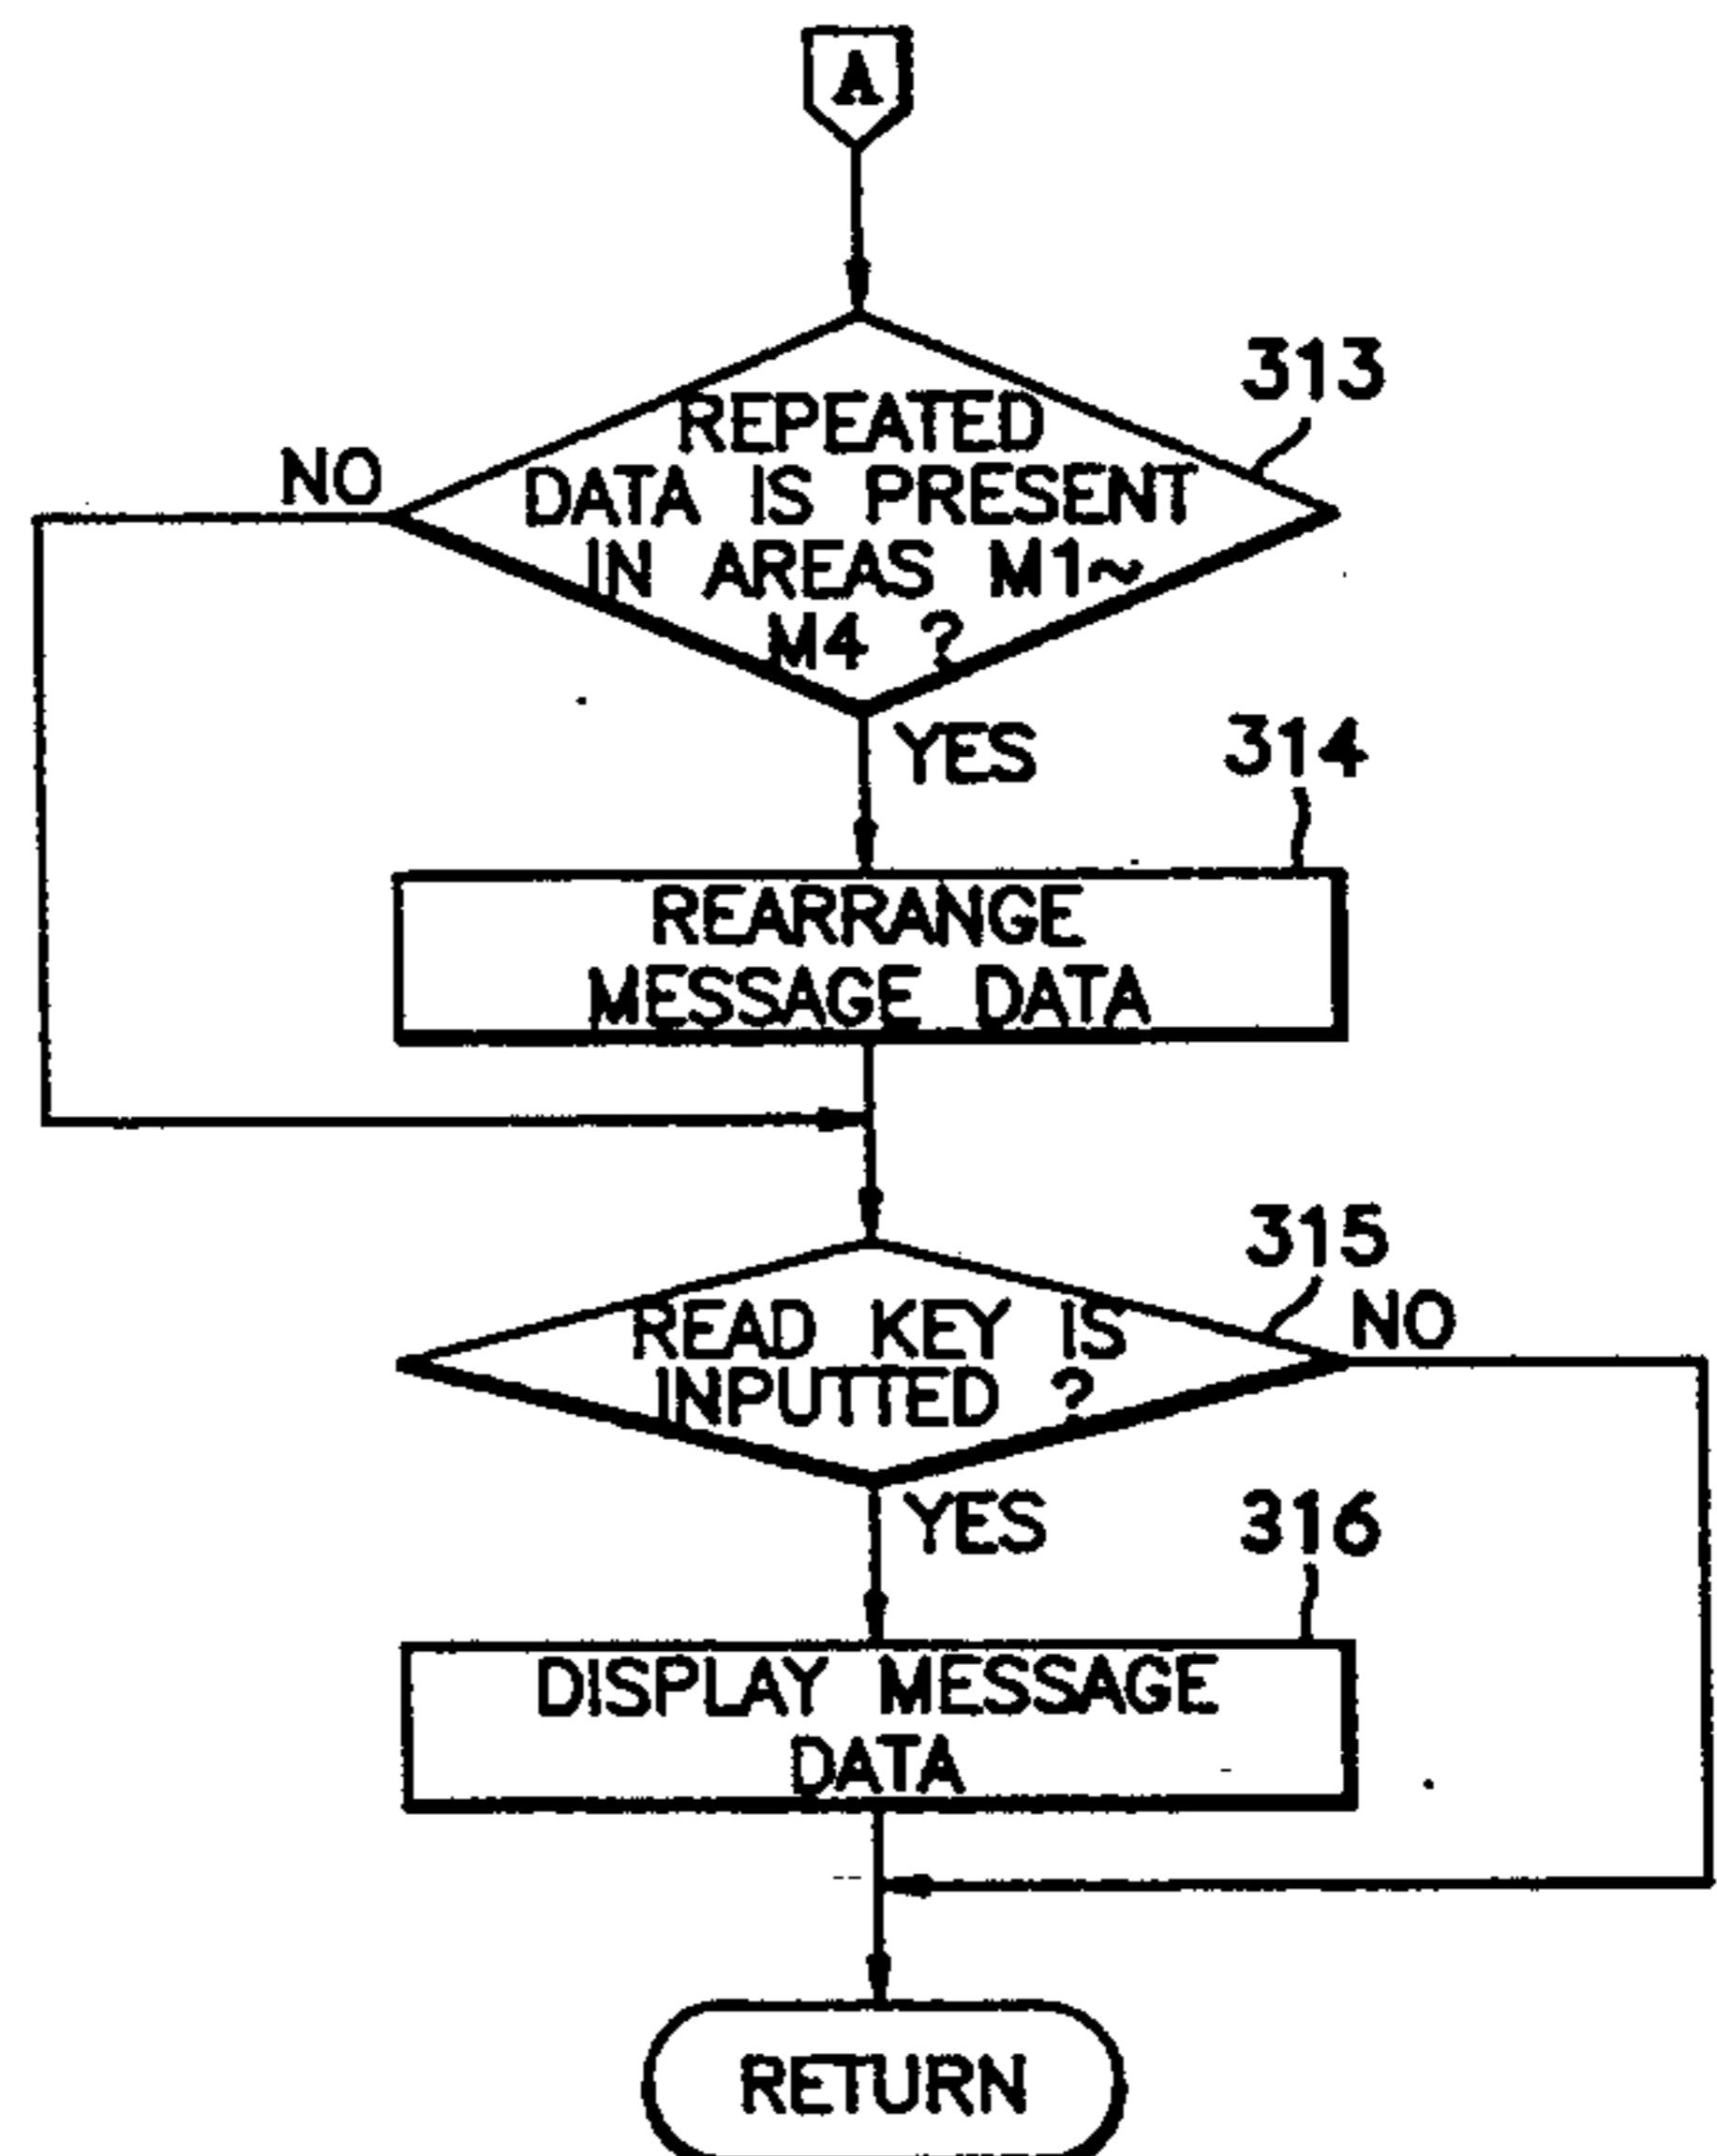 A
313
REPEATED
NO
DATA IS PRESENT
IN AREAS M1~
M4 ?
YES
314
REARRANGE
MESSAGE DATA
315
READ KEY IS
NO
INPUTTED ?
YES
316
DISPLAY MESSAGE
DATA
RETURN